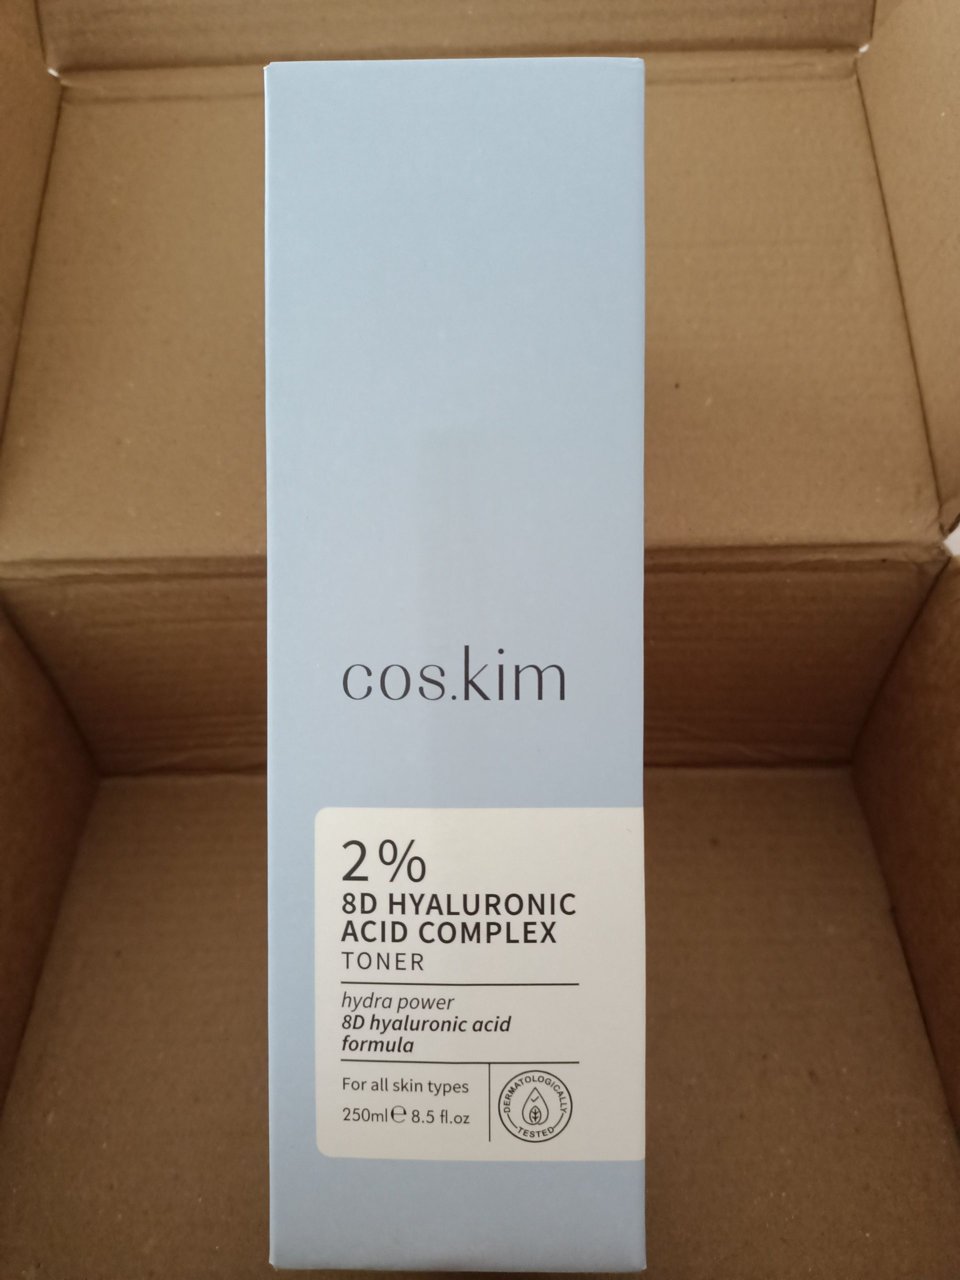 cos.kim
2%
8D HYALURONIC
ACID COMPLEX
TONER
hydra power
8D hyaluronic acid
formula
For all skin types
250ml℮ 8.5 fl.oz
DERMATOLOGICALLY
TESTED